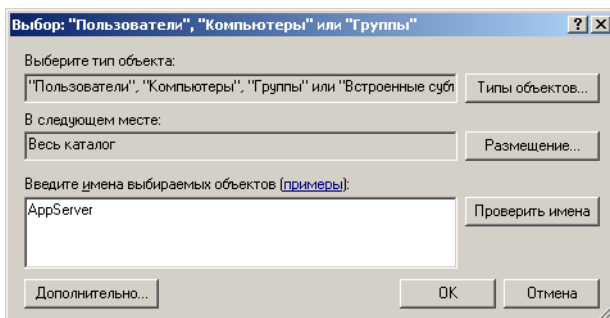 Выбор: "Пользователи", "Компьютеры" или "Группы"
Выберите тип объекта:
"Пользователи", "Компьютеры", "Группы" или "Встроенные субъ
Типы объектов...
В следующем месте:
Весь каталог
Размещение...
Введите имена выбираемых объектов (примеры):
AppServer
Проверить имена
Дополнительно...
OK
Отмена